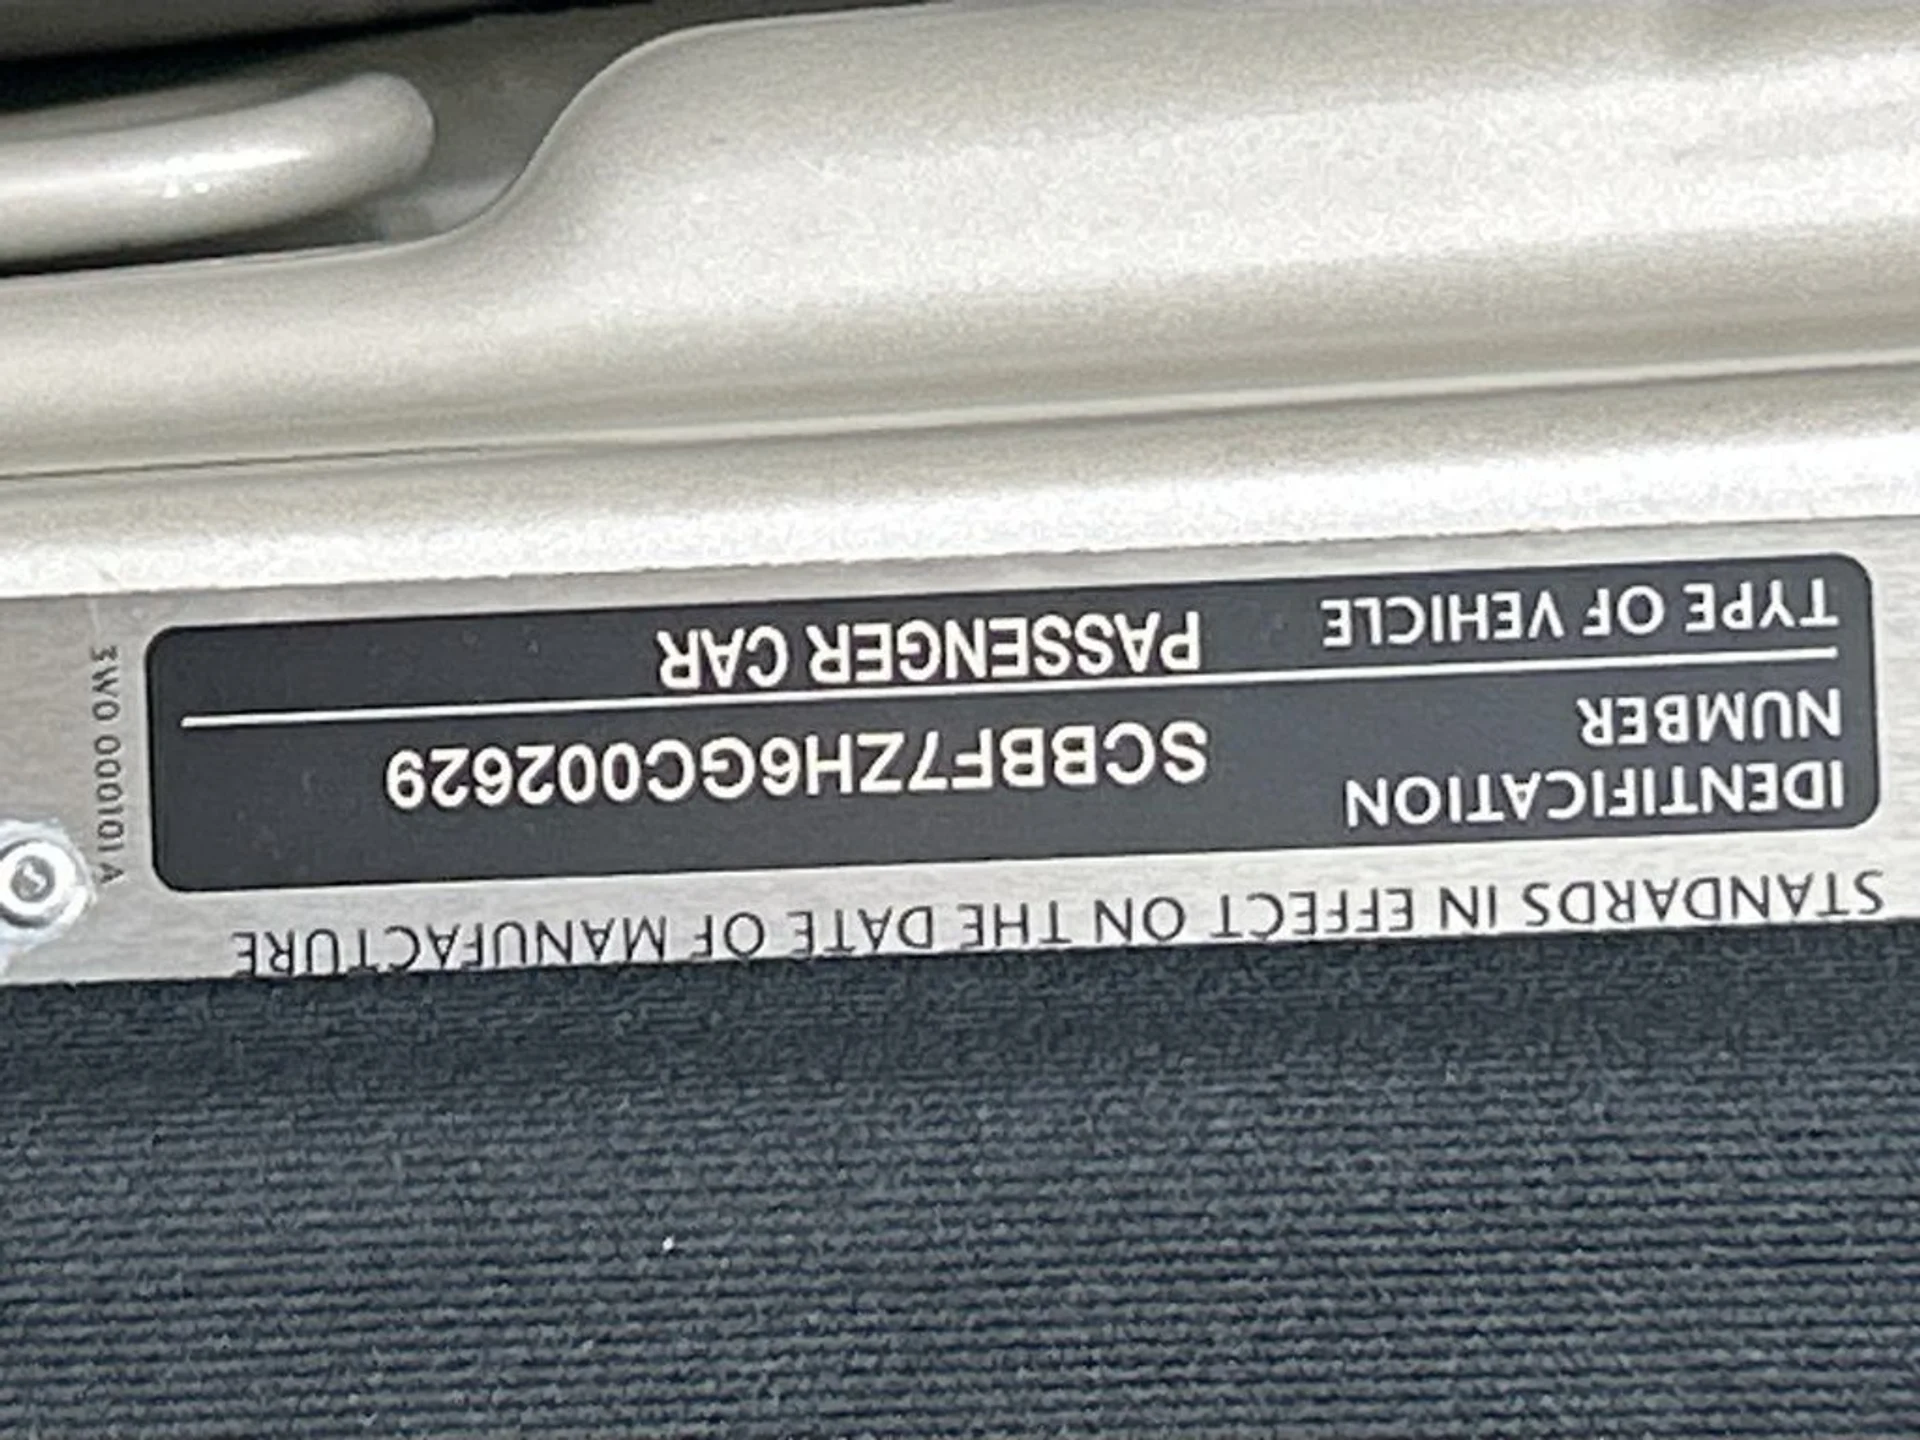 STANDARDS IN EFFECT ON THE DATE OF MANUFACTURE
IDENTIFICATION
NUMBER
SCBBF7ZH6GC002629
TYPE OF VEHICLE
PASSENGER CAR
3W0 000101A